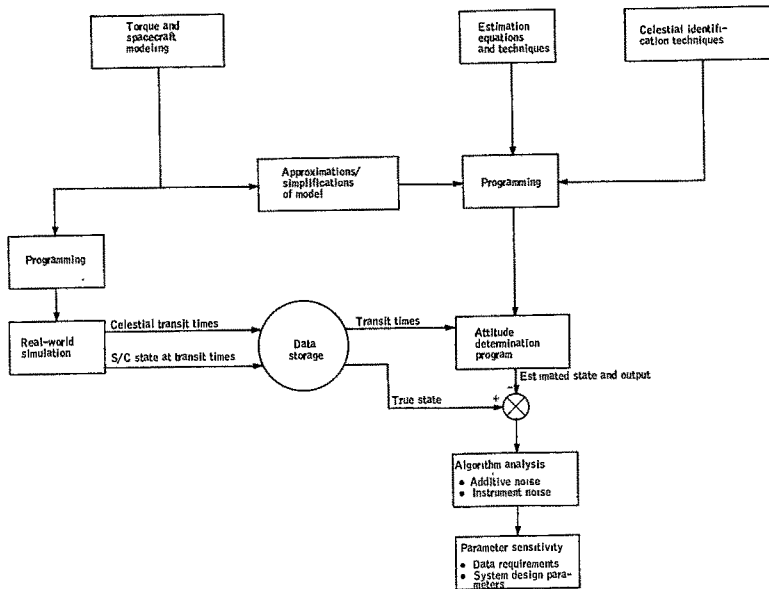 Torque and
spacecraft
modeling
Estimation
equations
and techniques
Celestial identifi-
cation techniques
Approximations/
simplifications
of model
Programming
Programming
Real-world
simulation
Celestial transit times
S/C state at transit times
Data
storage
Transit times
True state
Attitude
determination
program
Estimated state and output
-
+
Algorithm analysis
• Additive noise
• Instrument noise
Parameter sensitivity
• Data requirements
• System design para-
meters